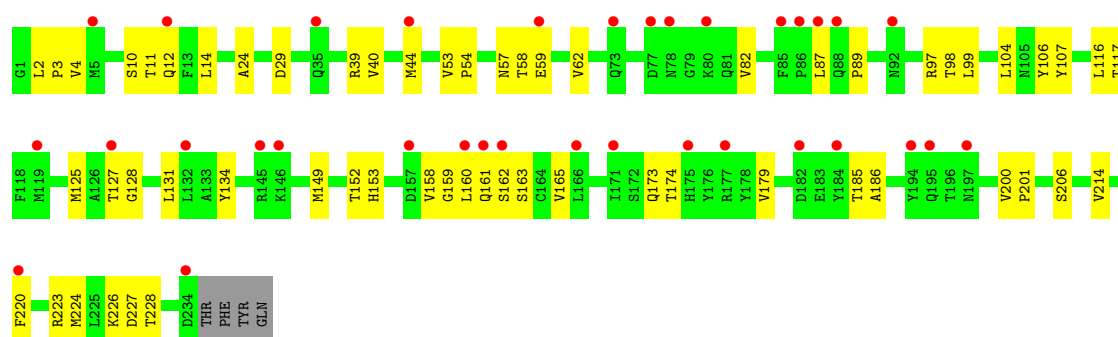 G1 L2 P3 V4 M5 S10 T11 Q12 F13 L14 A24 D29 Q35 R39 V40 M44 V53 P54 N57 T58 E59 V62 Q73 D77 N78 G79 K80 Q81 V82 F85 P86 L87 Q88 P89 N92 R97 T98 L99 L104 N105 Y106 Y107 L116 T117
F118 M119 M125 A126 T127 G128 L131 L132 A133 Y134 R145 K146 M149 T152 H153 D157 V158 G159 L160 Q161 S162 S163 C164 V165 L166 I171 S172 Q173 T174 H175 Y176 R177 Y178 V179 D182 E183 Y184 T185 A186 Y194 Q195 T196 N197 V200 P201 S206 V214
F220 R223 M224 L225 K226 D227 T228 D234 THR PHE TYR GLN